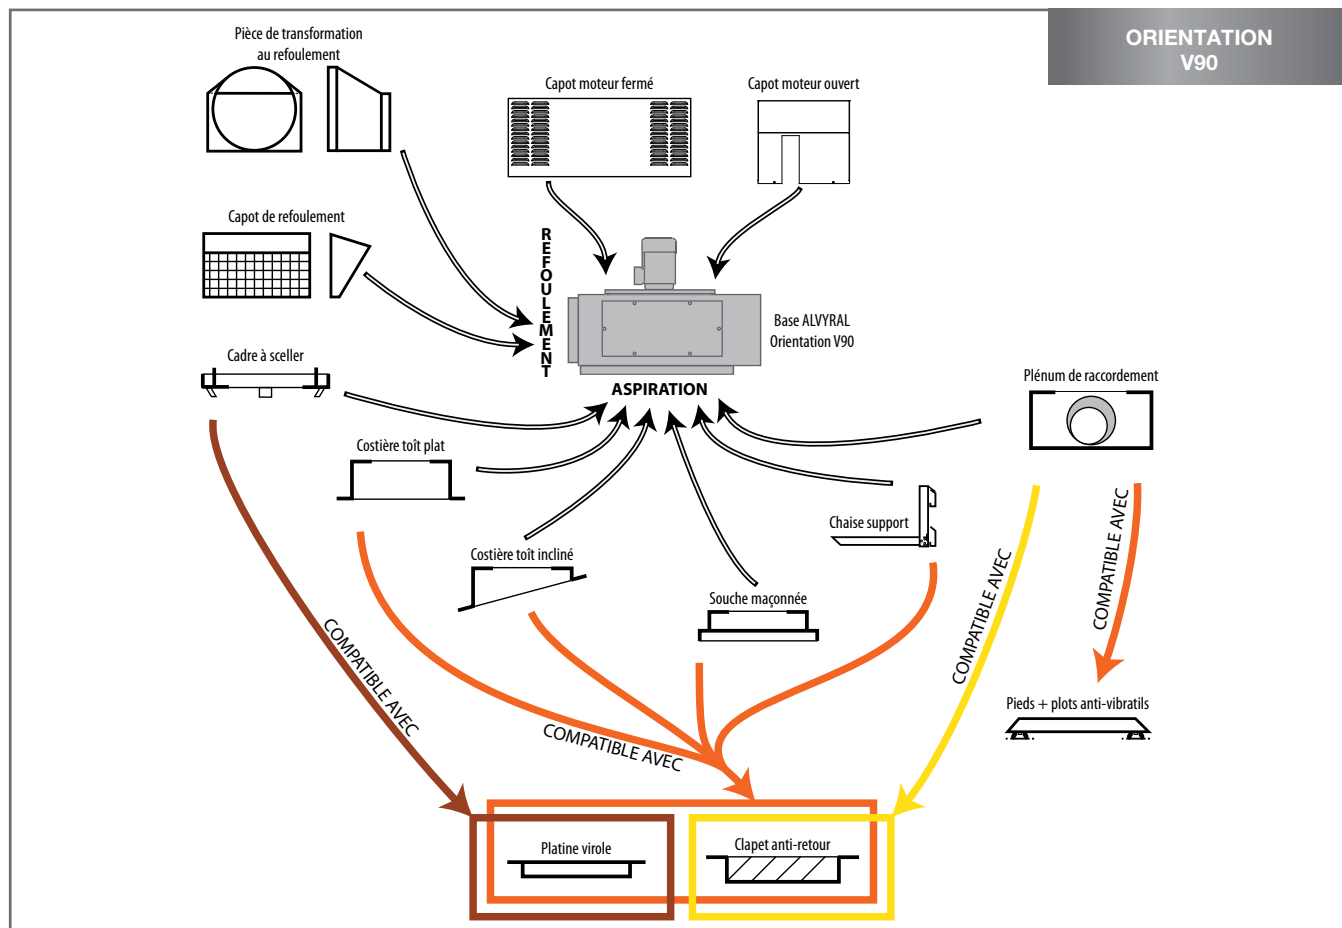 ORIENTATION
V90
Pièce de transformation
au refoulement
Capot moteur fermé
Capot moteur ouvert
Capot de refoulement
REFOULEMENT
Base ALVYRAL
Orientation V90
Cadre à sceller
ASPIRATION
Plénum de raccordement
Costière toît plat
Chaise support
Costière toît incliné
Souche maçonnée
COMPATIBLE AVEC
COMPATIBLE AVEC
COMPATIBLE AVEC
COMPATIBLE AVEC
Pieds + plots anti-vibratils
Platine virole
Clapet anti-retour